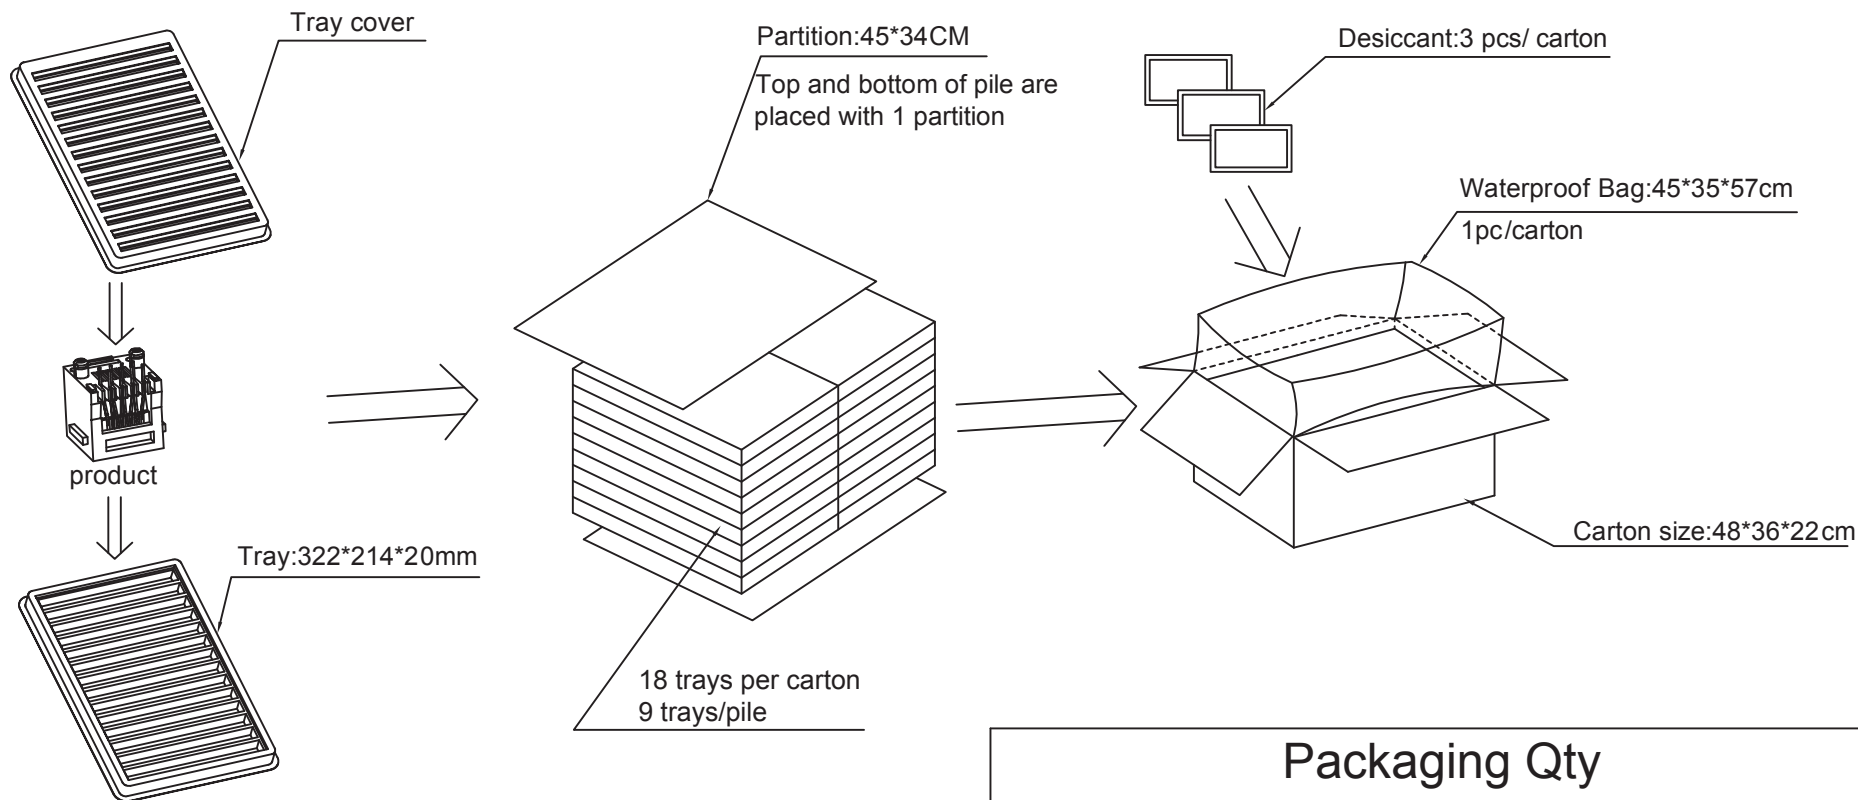 Tray cover
product
Tray:322*214*20mm
Partition:45*34CM
Top and bottom of pile are
placed with 1 partition
18 trays per carton
9 trays/pile
Desiccant:3 pcs/ carton
Waterproof Bag:45*35*57cm
1pc/carton
Carton size:48*36*22cm
Packaging Qty